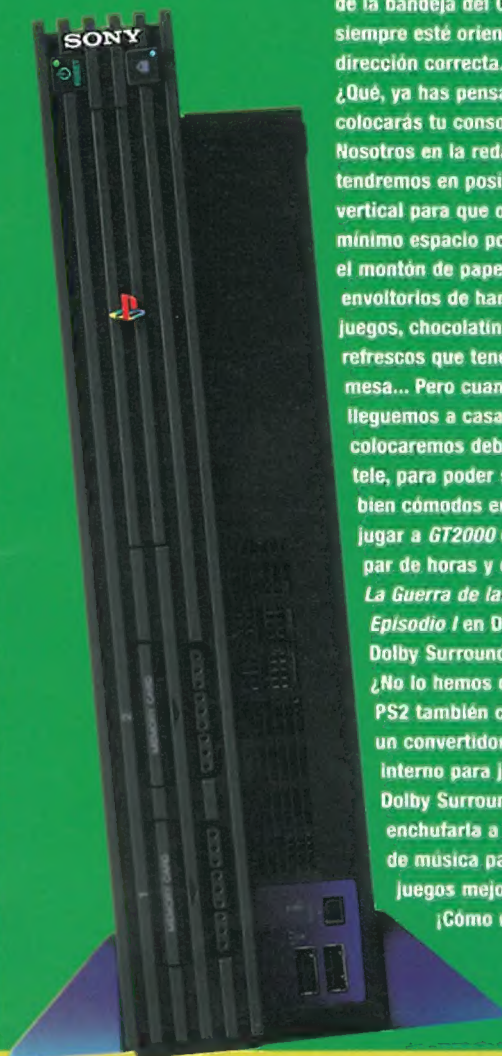 SONY
RESET
2
MEMORY CARD
1
MEMORY CARD
de la bandeja del
siempre esté orien
dirección correcta.
¿Qué, ya has pensa
colocarás tu conso
Nosotros en la reda
tendremos en posi
vertical para que
mínimo espacio po
el montón de pape
envoltorios de
juegos, chocolatin
refrescos que tene
mesa... Pero cuan
lleguemos a casa
colocaremos deb
tele, para poder
bien cómodos
jugar a GT2000
par de horas y
La Guerra de la
Episodio I en D
Dolby Surround
¿No lo hemos
PS2 también
un convertidor
interno para j
Dolby Surroun
enchufarla a
de música pa
juegos mejo
¡Cómo